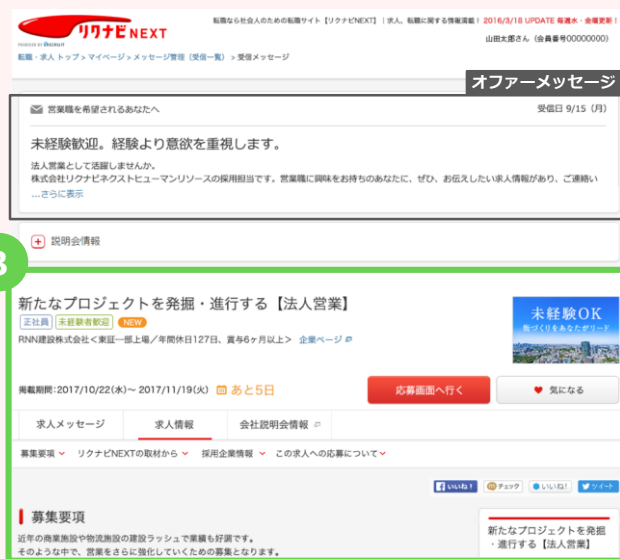 転職なら社会人のための転職サイト【リクナビNEXT】｜求人、転職に関する情報満載！ 2016/3/18 UPDATE 毎週水・金曜更新！
リクナビNEXT
PRODUCED BY RECRUIT
山田太郎さん（会員番号00000000）
転職・求人 トップ > マイページ > メッセージ管理（受信一覧） > 受信メッセージ
オファーメッセージ
営業職を希望されるあなたへ
受信日 9/15（月）
未経験歓迎。経験より意欲を重視します。
法人営業として活躍しませんか。
株式会社リクナビネクストヒューマンリソースの採用担当です。営業職に興味をお持ちのあなたに、ぜひ、お伝えしたい求人情報があり、ご連絡い
...さらに表示
説明会情報
3
新たなプロジェクトを発掘・進行する【法人営業】
正社員 未経験者歓迎 NEW
RNN建設株式会社＜東証一部上場／年間休日127日、賞与6ヶ月以上＞ 企業ページ
未経験OK
街づくりをあなたがリード
掲載期間：2017/10/22(水)～ 2017/11/19(火) あと5日
応募画面へ行く
気になる
求人メッセージ 求人情報 会社説明会情報
募集要項 リクナビNEXTの取材から 採用企業情報 この求人への応募について
いいね！ チェック いいね! ツイート
募集要項
近年の商業施設や物流施設の建設ラッシュで業績も好調です。
そのような中で、営業をさらに強化していくための募集となります。
新たなプロジェクトを発掘
・進行する【法人営業】